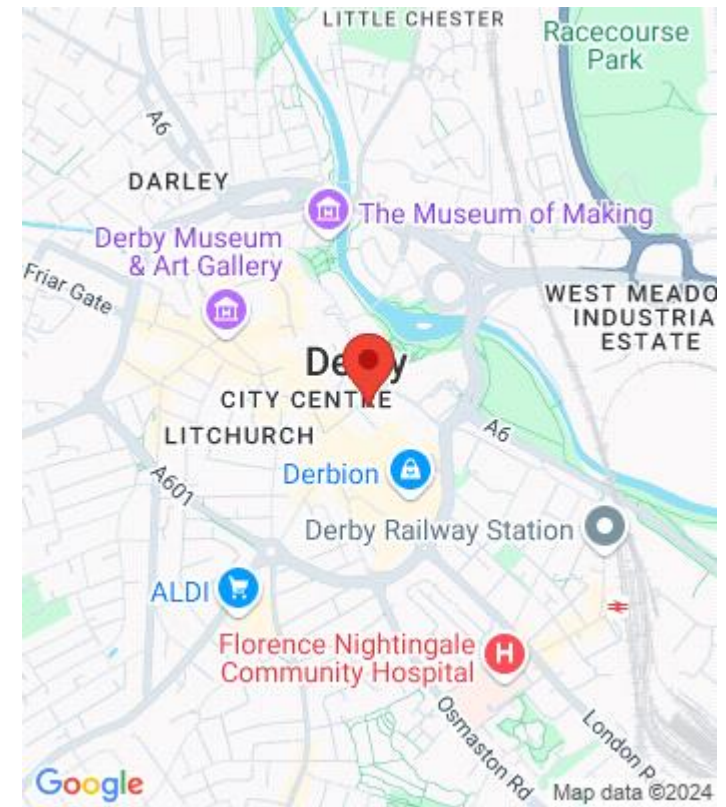 LITTLE CHESTER
Racecourse
Park
A6
DARLEY
The Museum of Making
Derby Museum
& Art Gallery
Friar Gate
WEST MEADO
INDUSTRIA
ESTATE
De y
CITY CENTRE
LITCHURCH
A6
Derbion
A601
Derby Railway Station
ALDI
Florence Nightingale
Community Hospital
H
Osmaston Rd
London R
Google
Map data ©2024